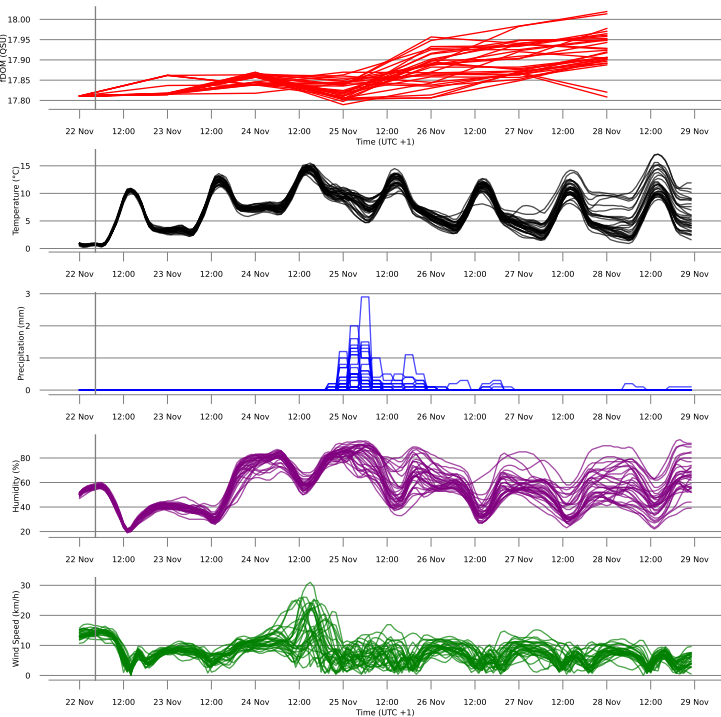 fDOM (QSU)
18.00
17.95
17.90
17.85
17.80
22 Nov 12:00 23 Nov 12:00 24 Nov 12:00 25 Nov 12:00 26 Nov 12:00 27 Nov 12:00 28 Nov 12:00 29 Nov
Time (UTC +1)
Temperature (°C)
15
10
5
0
22 Nov 12:00 23 Nov 12:00 24 Nov 12:00 25 Nov 12:00 26 Nov 12:00 27 Nov 12:00 28 Nov 12:00 29 Nov
Precipitation (mm)
3
2
1
0
22 Nov 12:00 23 Nov 12:00 24 Nov 12:00 25 Nov 12:00 26 Nov 12:00 27 Nov 12:00 28 Nov 12:00 29 Nov
Humidity (%)
80
60
40
20
22 Nov 12:00 23 Nov 12:00 24 Nov 12:00 25 Nov 12:00 26 Nov 12:00 27 Nov 12:00 28 Nov 12:00 29 Nov
Wind Speed (km/h)
30
20
10
0
22 Nov 12:00 23 Nov 12:00 24 Nov 12:00 25 Nov 12:00 26 Nov 12:00 27 Nov 12:00 28 Nov 12:00 29 Nov
Time (UTC +1)